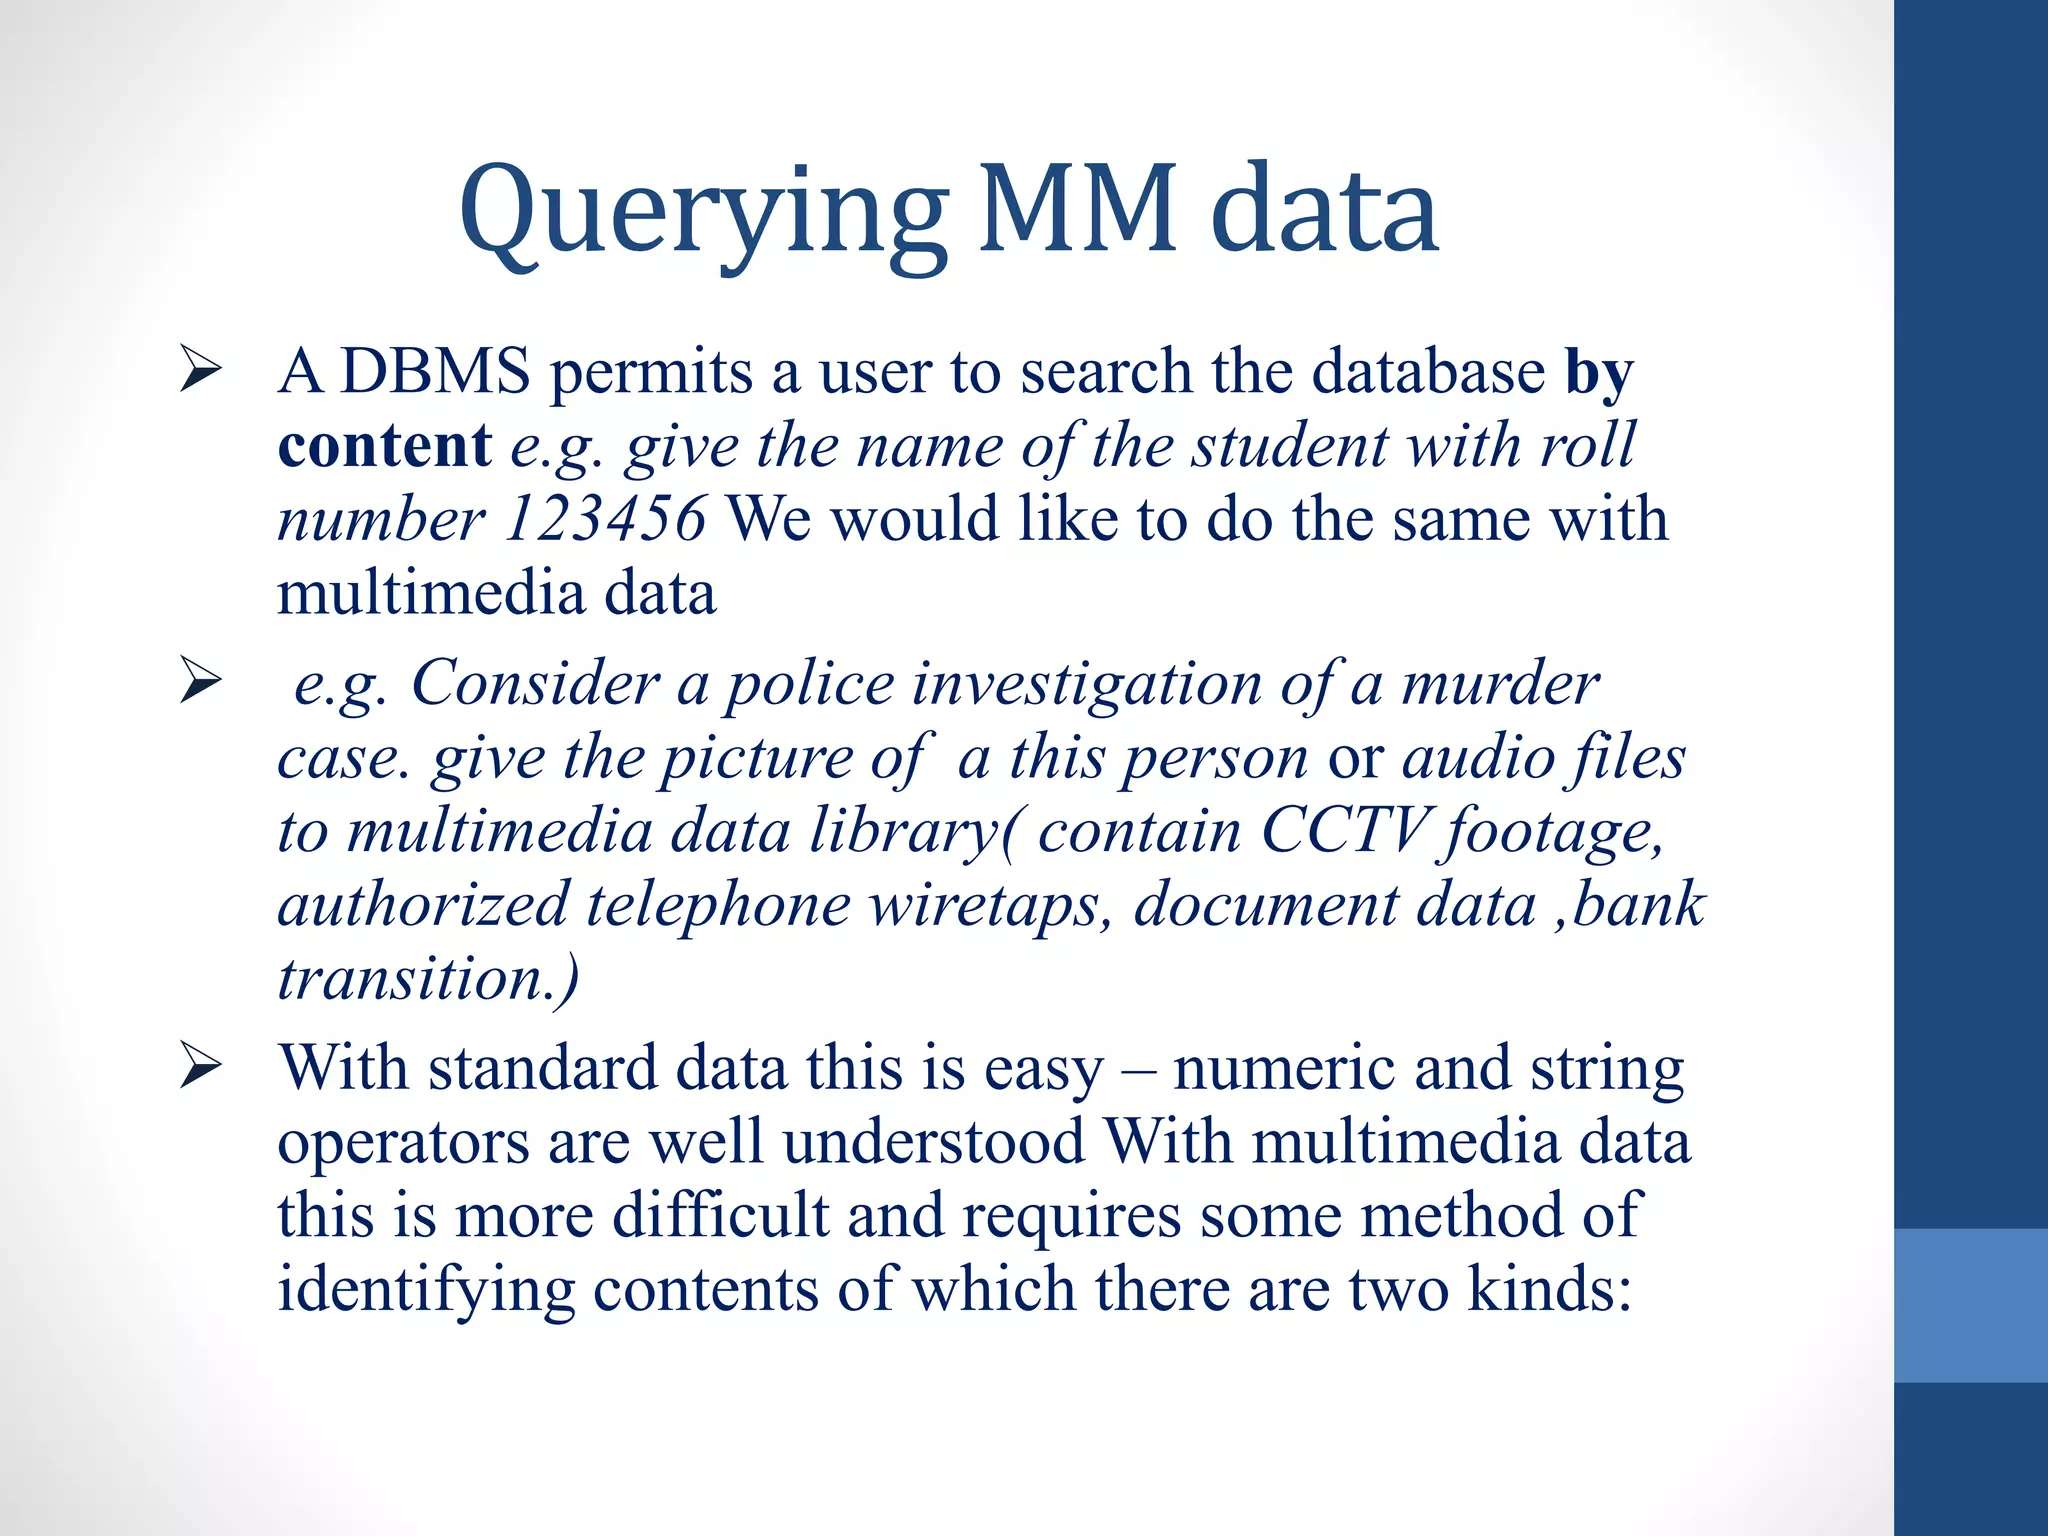 Querying MM data
➢ A DBMS permits a user to search the database by
content e.g. give the name of the student with roll
number 123456 We would like to do the same with
multimedia data
➢ e.g. Consider a police investigation of a murder
case. give the picture of  a this person or audio files
to multimedia data library( contain CCTV footage,
authorized telephone wiretaps, document data ,bank
transition.)
➢ With standard data this is easy – numeric and string
operators are well understood With multimedia data
this is more difficult and requires some method of
identifying contents of which there are two kinds: